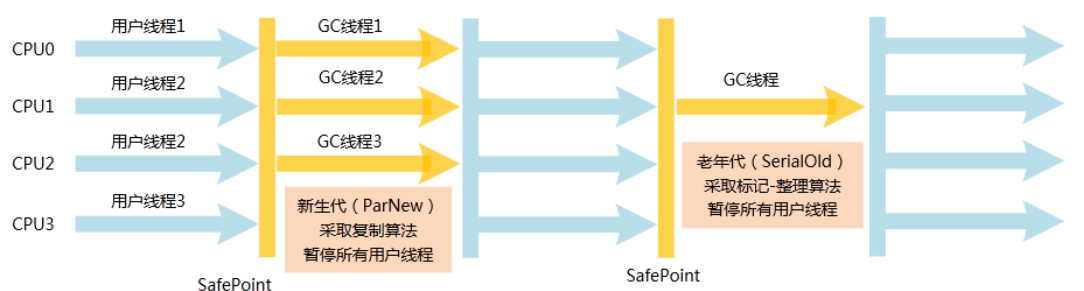 用户线程1
GC线程1
CPU0
用户线程2
GC线程2
GC线程
CPU1
用户线程2
GC线程3
CPU2
老年代（SerialOld）
采取标记-整理算法
暂停所有用户线程
用户线程3
新生代（ParNew）
采取复制算法
暂停所有用户线程
CPU3
SafePoint
SafePoint